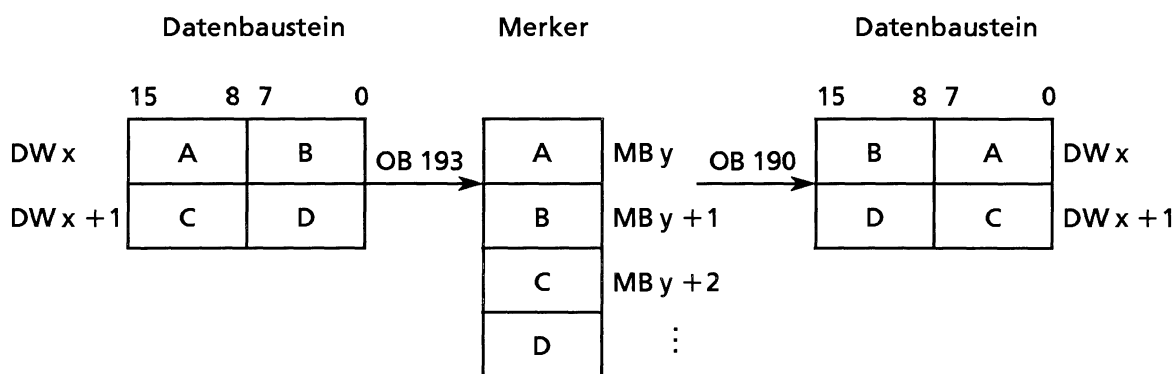 Datenbaustein Merker Datenbaustein
15 8 7 0 15 8 7 0
DW x A B OB 193 A MB y OB 190 B A DW x
DW x +1 C D B MB y +1 D C DW x +1
C MB y +2
D ⋮